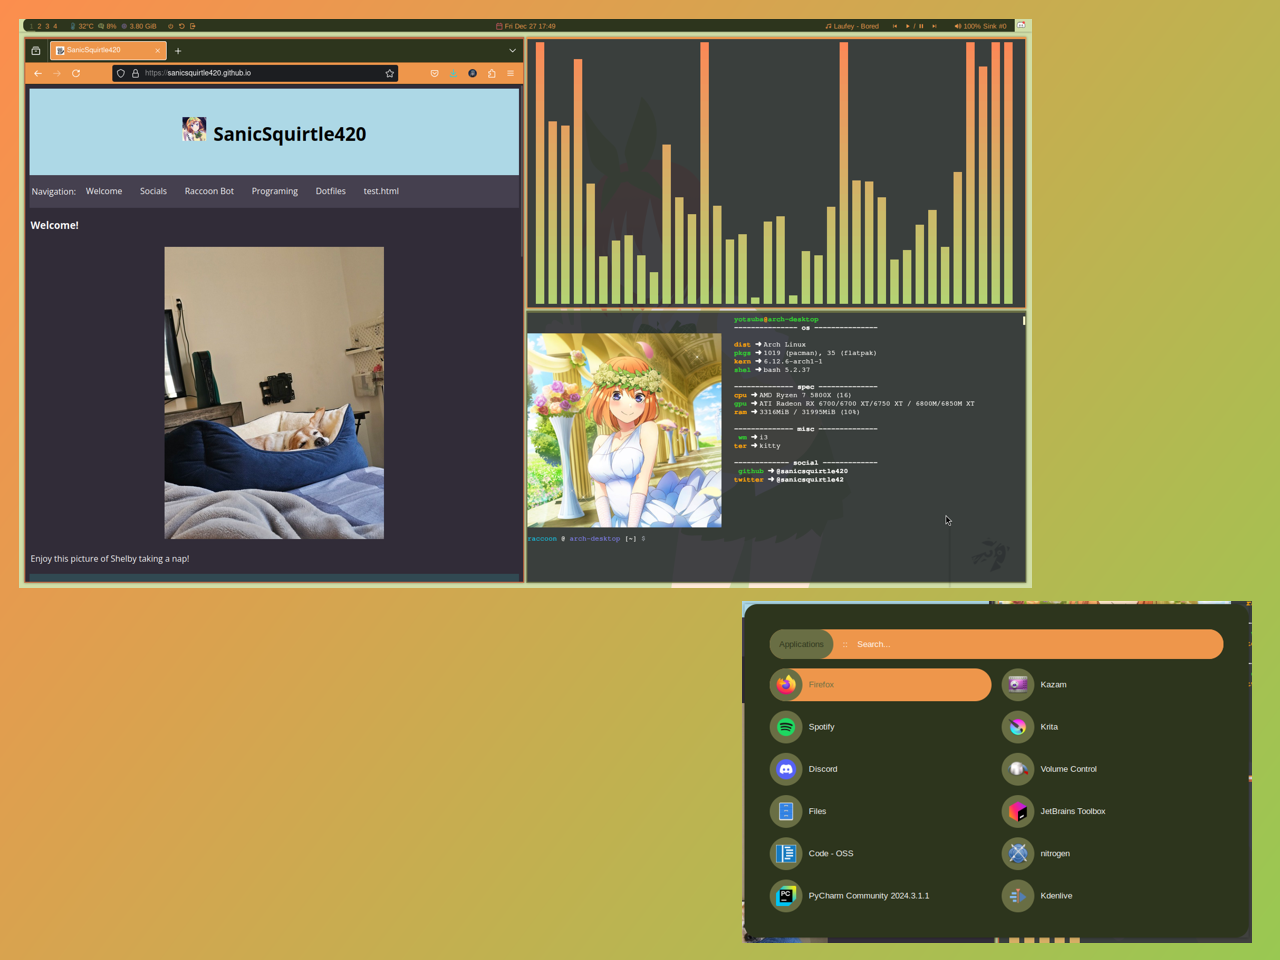 1 2 3 4 32°C 8% 3.80 GiB
Fri Dec 27 17:49
Laufey - Bored / 100% Sink #0
SanicSquirtle420
https://sanicsquirtle420.github.io
SanicSquirtle420
Navigation: Welcome Socials Raccoon Bot Programing Dotfiles test.html
Welcome!
Enjoy this picture of Shelby taking a nap!
yotsuba@arch-desktop
--------------- os ---------------
dist ➜ Arch Linux
pkgs ➜ 1019 (pacman), 35 (flatpak)
kern ➜ 6.12.6-arch1-1
shel ➜ bash 5.2.37
--------------- spec --------------
cpu ➜ AMD Ryzen 7 5800X (16)
gpu ➜ ATI Radeon RX 6700/6700 XT/6750 XT / 6800M/6850M XT
ram ➜ 3316MiB / 31995MiB (10%)
--------------- misc --------------
wm ➜ i3
ter ➜ kitty
------------- social -------------
github ➜ @sanicsquirtle420
twitter ➜ @sanicsquirtle42
raccoon @ arch-desktop [~] $
Applications :: Search...
Firefox
Spotify
Discord
Files
Code - OSS
PyCharm Community 2024.3.1.1
Kazam
Krita
Volume Control
JetBrains Toolbox
nitrogen
Kdenlive